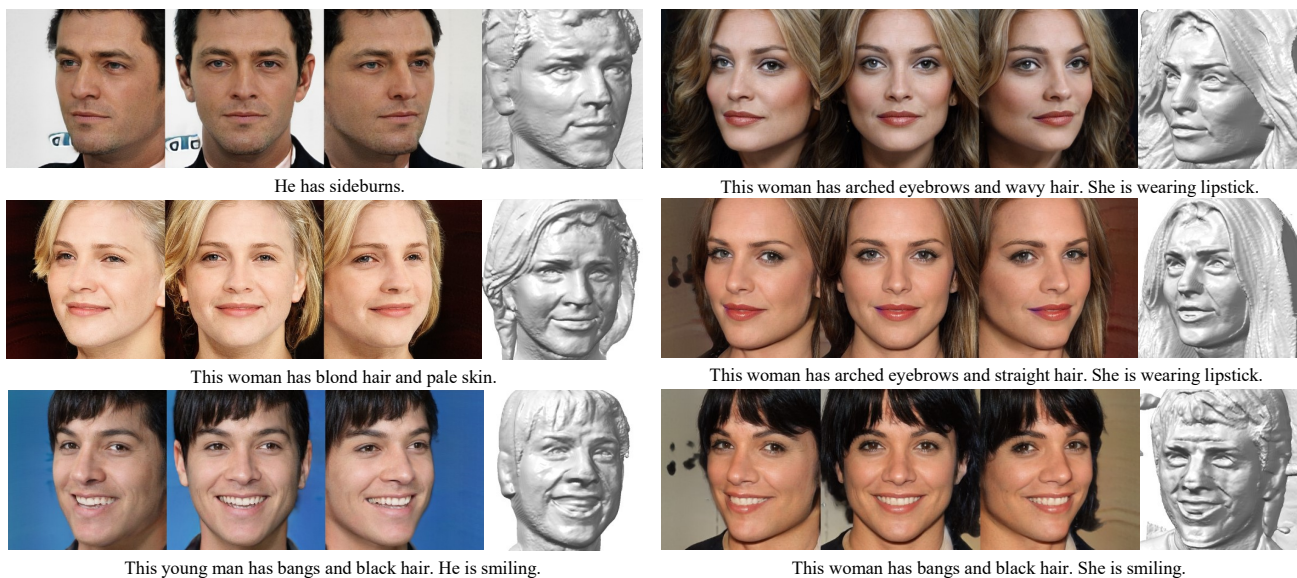 He has sideburns.
This woman has arched eyebrows and wavy hair. She is wearing lipstick.
This woman has blond hair and pale skin.
This woman has arched eyebrows and straight hair. She is wearing lipstick.
This young man has bangs and black hair. He is smiling.
This woman has bangs and black hair. She is smiling.